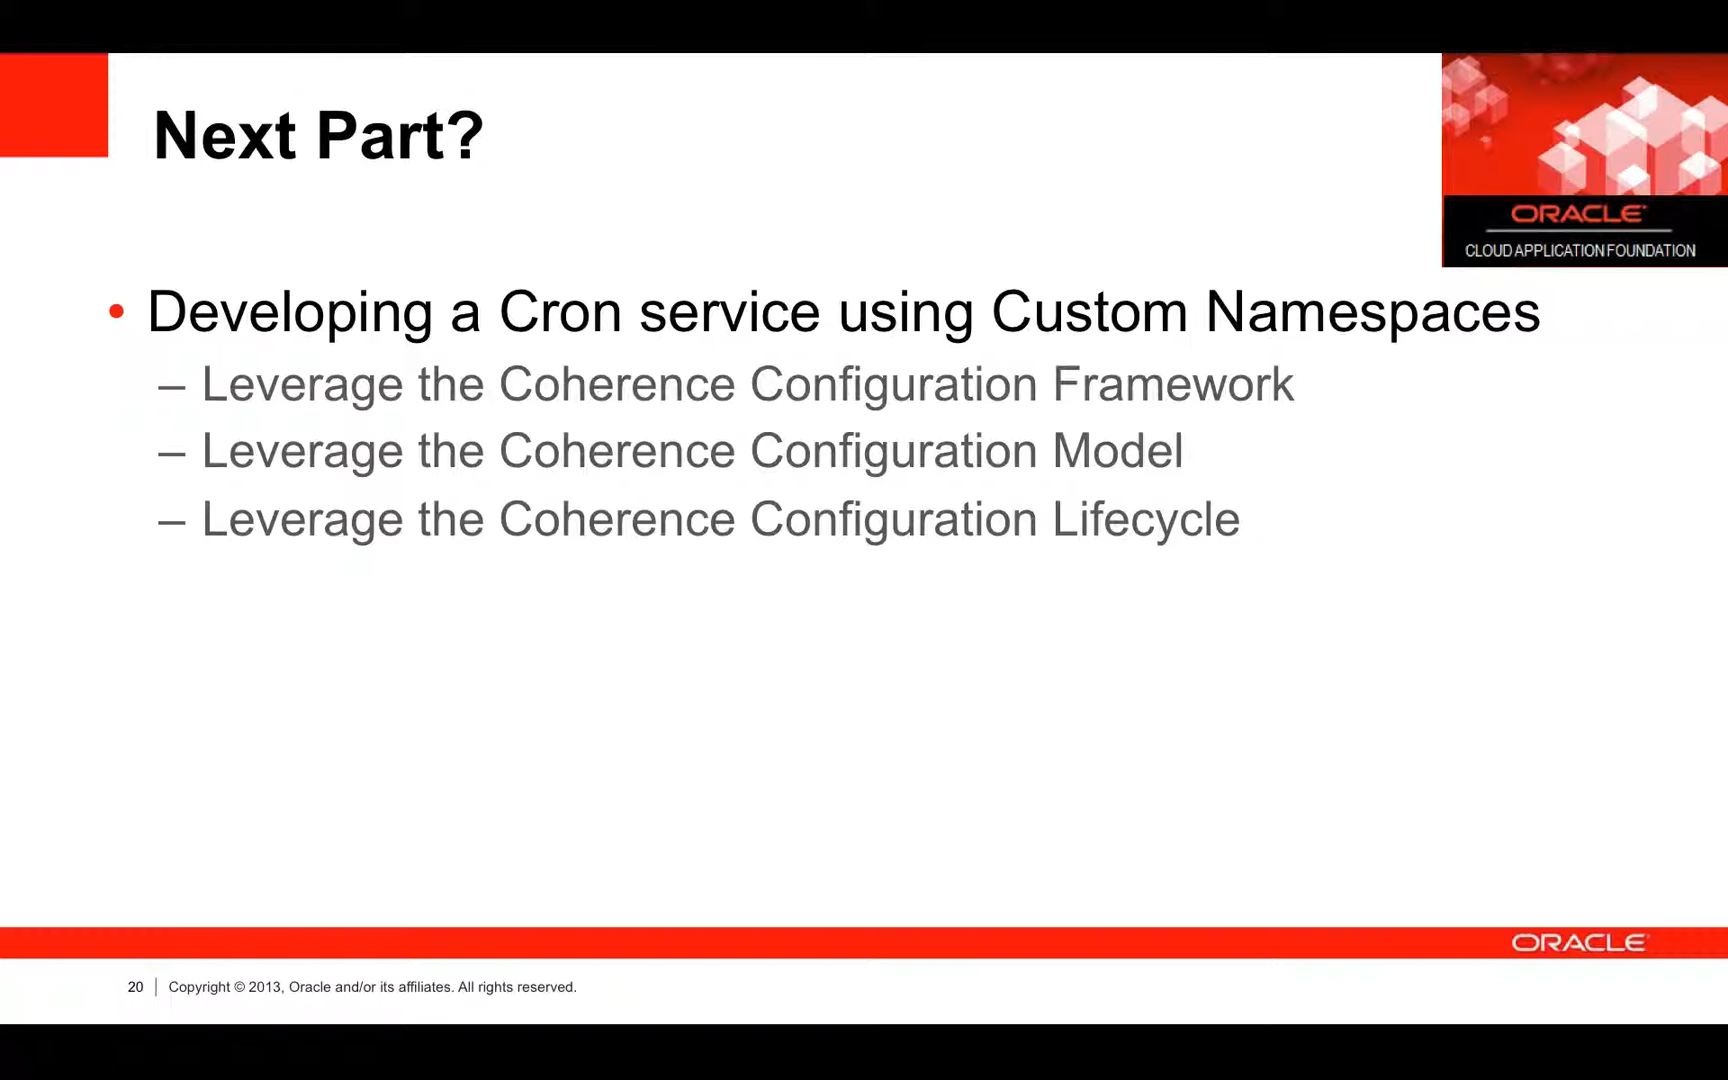 Next Part?
ORACLE
CLOUD APPLICATION FOUNDATION
• Developing a Cron service using Custom Namespaces
– Leverage the Coherence Configuration Framework
– Leverage the Coherence Configuration Model
– Leverage the Coherence Configuration Lifecycle
ORACLE
20 | Copyright © 2013, Oracle and/or its affiliates. All rights reserved.